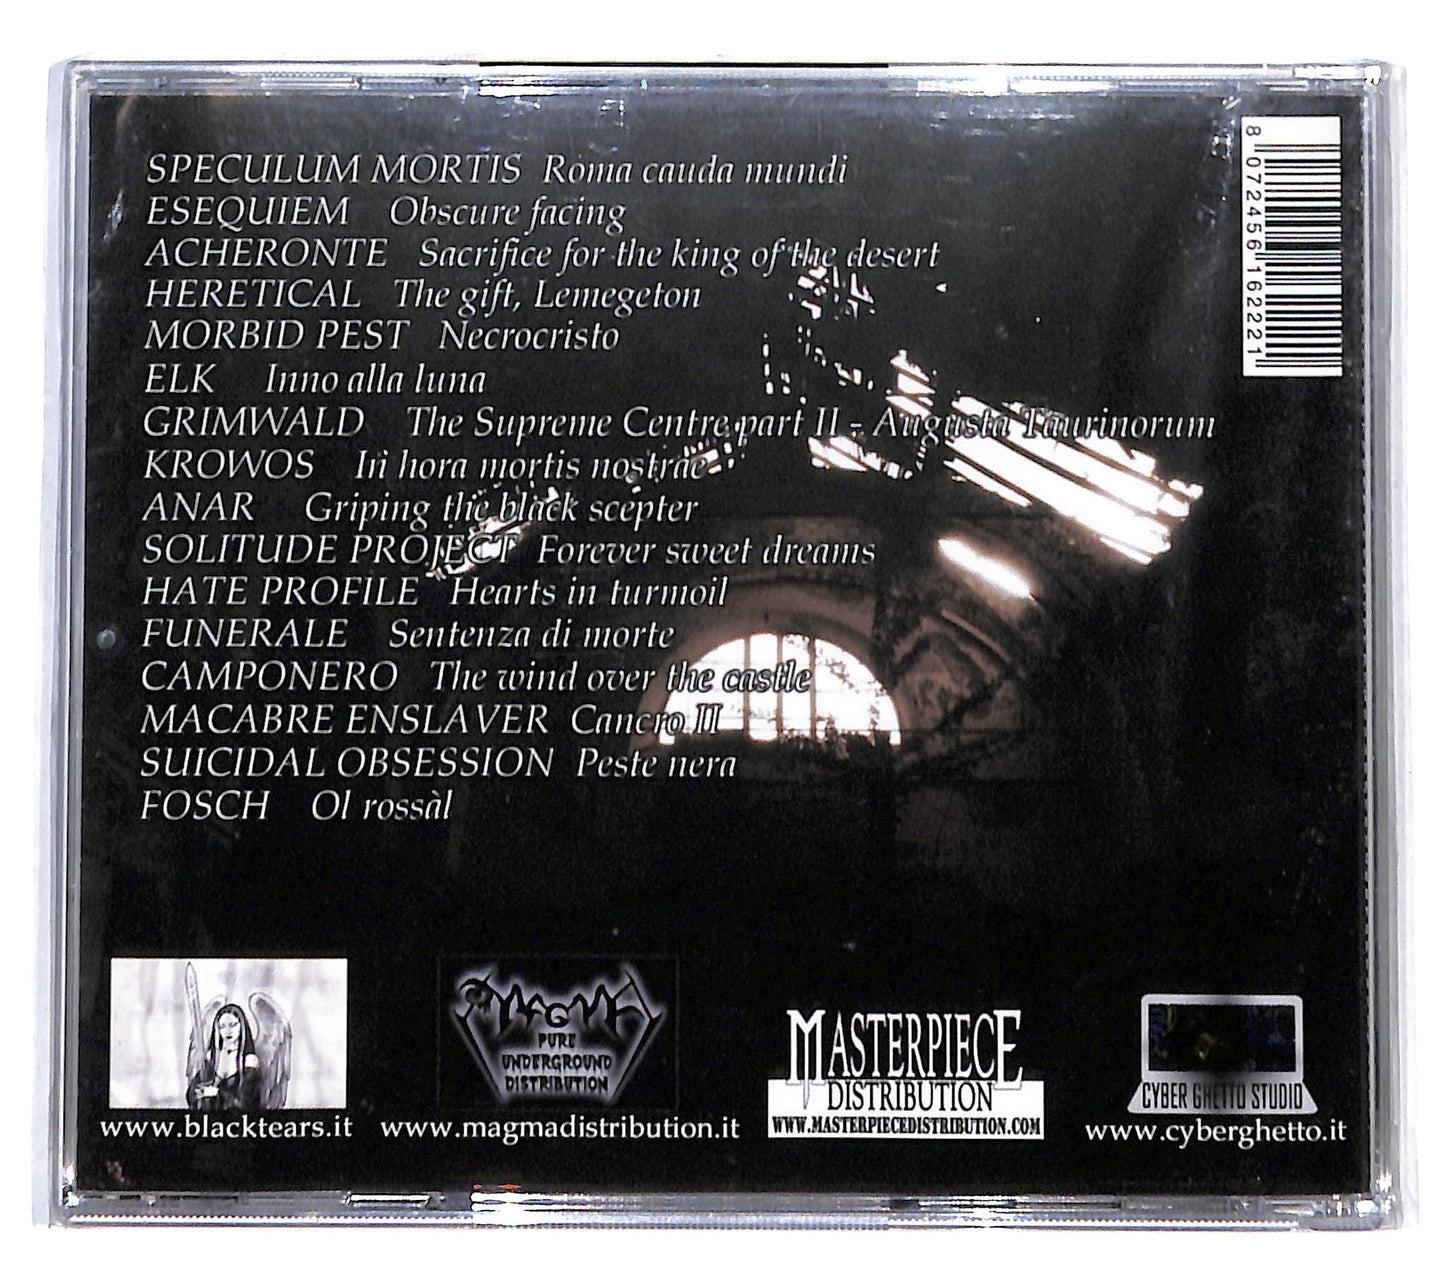 SPECULUM MORTIS Roma cauda mundi
ESEQUIEM Obscure facing
ACHERONTE Sacrifice for the king of the desert
HERETICAL The gift, Lemegeton
MORBID PEST Necrocristo
ELK Inno alla luna
GRIMWALD The Supreme Centre part II - Augusta Taurinorum
KROWOS In hora mortis nostrae
ANAR Griping the black scepter
SOLITUDE PROJECT Forever sweet dreams
HATE PROFILE Hearts in turmoil
FUNERALE Sentenza di morte
CAMPONERO The wind over the castle
MACABRE ENSLAVER Cancro II
SUICIDAL OBSESSION Peste nera
FOSCH Ol rossàl
8 072456 162221
www.blacktears.it
MAGMA
PURE
UNDERGROUND
DISTRIBUTION
www.magmadistribution.it
MASTERPIECE
DISTRIBUTION
WWW.MASTERPIECEDISTRIBUTION.COM
CYBER GHETTO STUDIO
www.cyberghetto.it